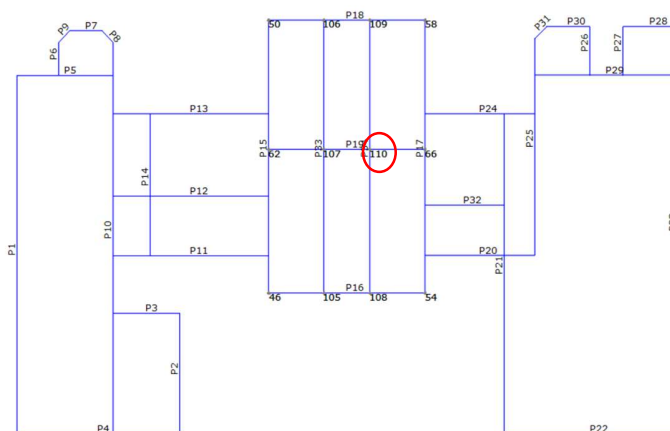 50 106 P18 109 58
P9 P7 P8 P6 P5
P31 P30 P26 P27 P28 P29
P13 P24 P25
P15 P33 P19 P17
62 107 110 66
P14 P12 P32
P10 P11 P20 P21
P1
46 105 P16 108 54
P3 P2
P4 P22